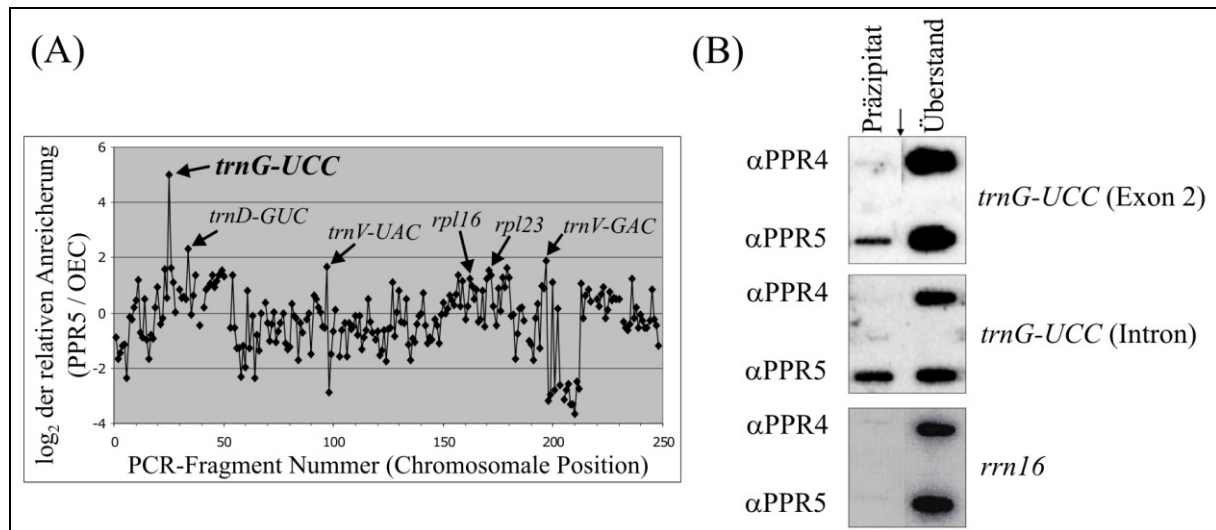 (A)
log₂ der relativen Anreicherung
(PPR5 / OEC)
6
4
2
0
-2
-4
trnG-UCC
trnD-GUC
trnV-UAC
rpl16
rpl23
trnV-GAC
0
50
100
150
200
250
PCR-Fragment Nummer (Chromosomale Position)
(B)
Präzipitat
Überstand
αPPR4
αPPR5
trnG-UCC (Exon 2)
αPPR4
αPPR5
trnG-UCC (Intron)
αPPR4
αPPR5
rrn16